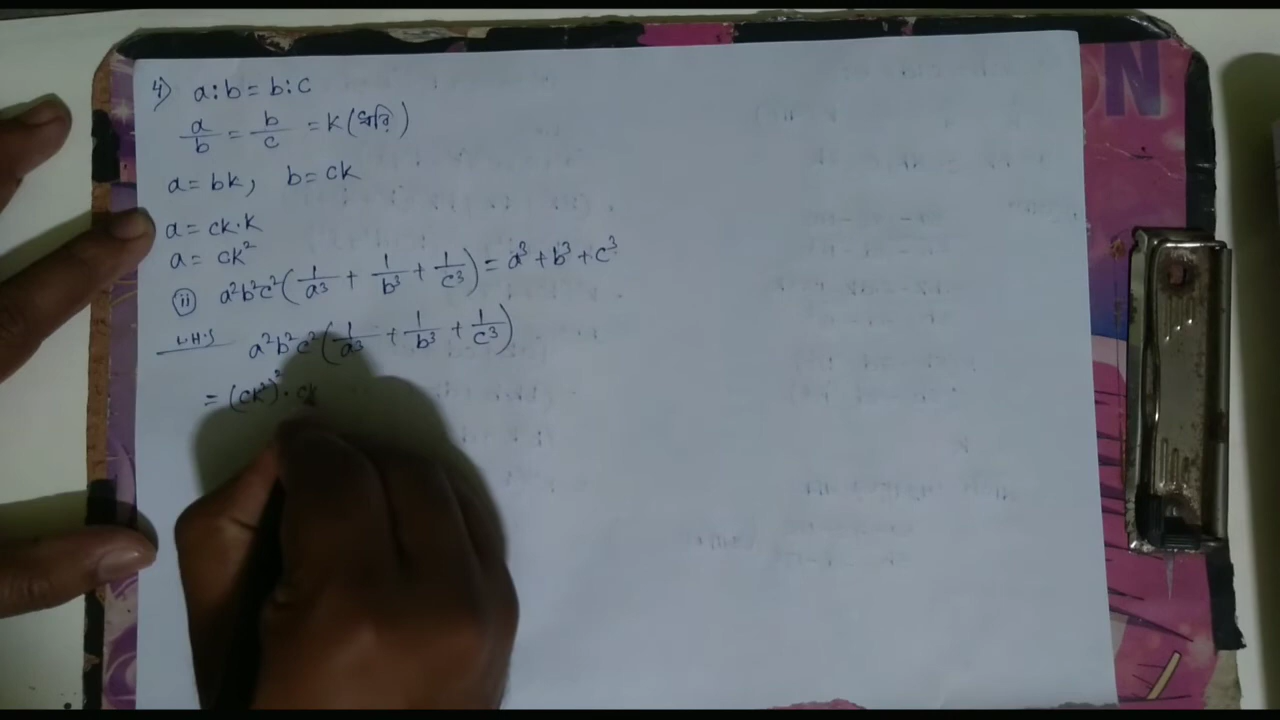 4) a:b = b:c
a/b = b/c = k (ধরি)
a = bk, b = ck
a = ck·k
a = ck²
(ii) a²b²c²(1/a³ + 1/b³ + 1/c³) = a³ + b³ + c³
L.H.S a²b²c²(1/a³ + 1/b³ + 1/c³)
= (ck²)² · ck
N